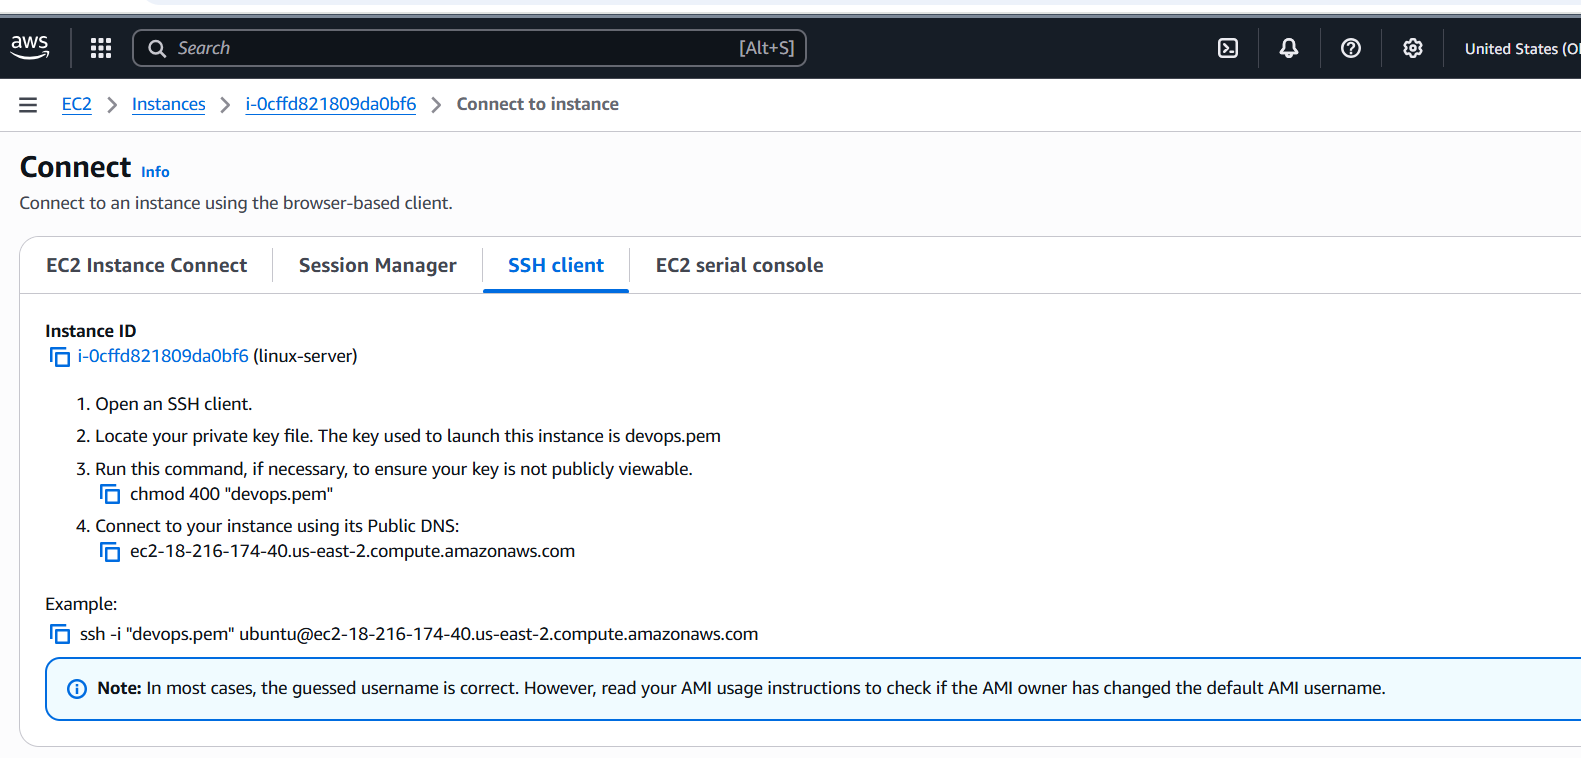 aws
Search [Alt+S]
United States (O
EC2 > Instances > i-0cffd821809da0bf6 > Connect to instance
Connect Info
Connect to an instance using the browser-based client.
EC2 Instance Connect Session Manager SSH client EC2 serial console
Instance ID
i-0cffd821809da0bf6 (linux-server)
1. Open an SSH client.
2. Locate your private key file. The key used to launch this instance is devops.pem
3. Run this command, if necessary, to ensure your key is not publicly viewable.
chmod 400 "devops.pem"
4. Connect to your instance using its Public DNS:
ec2-18-216-174-40.us-east-2.compute.amazonaws.com
Example:
ssh -i "devops.pem" ubuntu@ec2-18-216-174-40.us-east-2.compute.amazonaws.com
Note: In most cases, the guessed username is correct. However, read your AMI usage instructions to check if the AMI owner has changed the default AMI username.